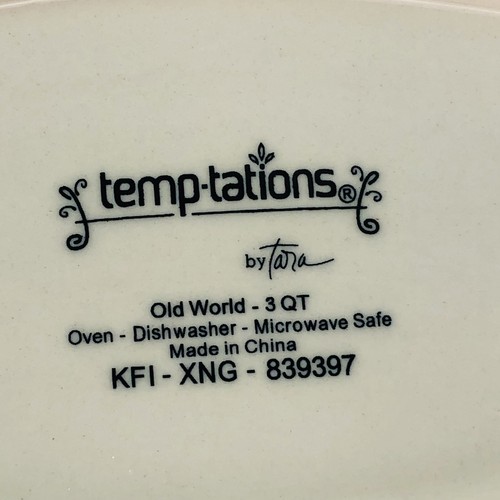 temp-tations®
by Tara
Old World - 3 QT
Oven - Dishwasher - Microwave Safe
Made in China
KFI - XNG - 839397